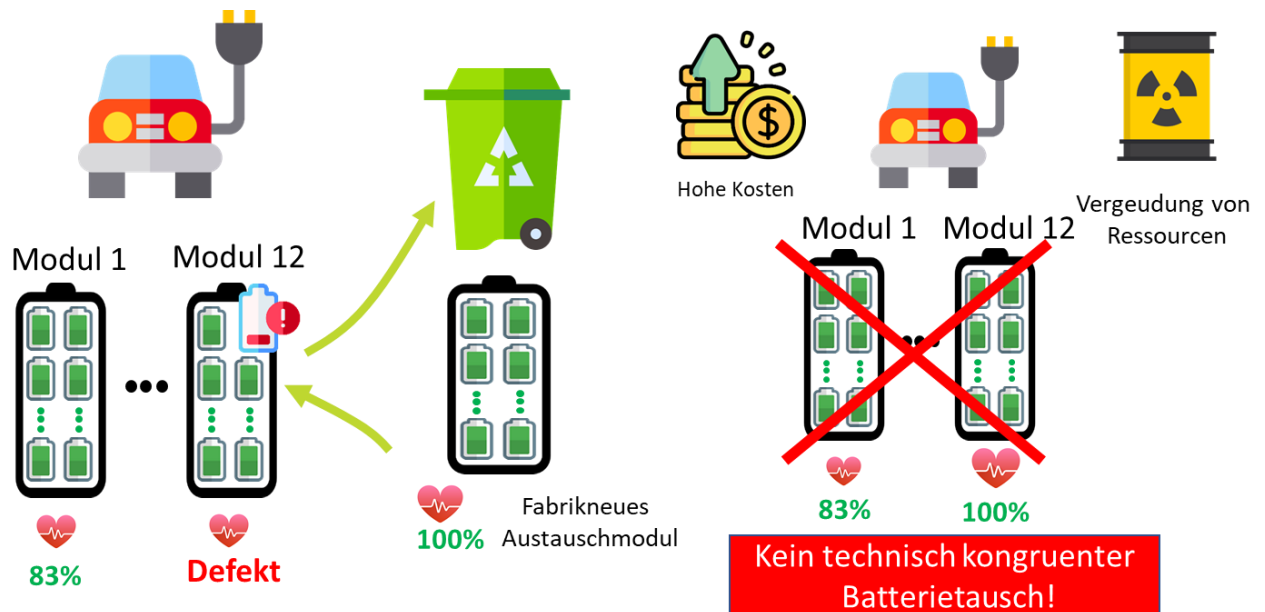 Modul 1
Modul 12
83%
Defekt
100%
Fabrikneues
Austauschmodul
Hohe Kosten
Vergeudung von
Ressourcen
Modul 1
Modul 12
83%
100%
Kein technisch kongruenter
Batterietausch!